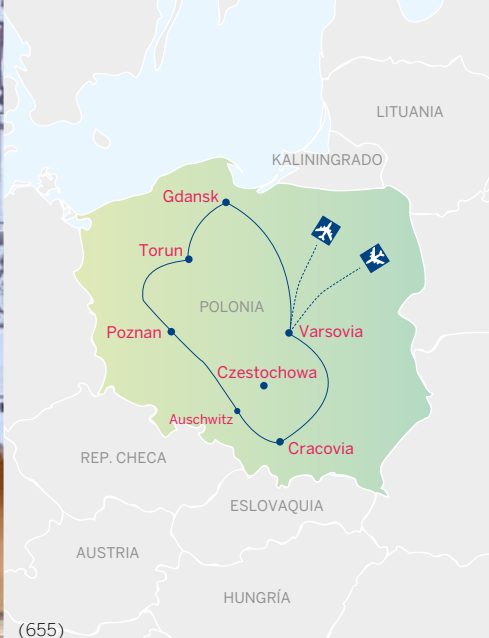 LITUANIA
KALININGRADO
Gdansk
Torun
POLONIA
Poznan
Varsovia
Czestochowa
Auschwitz
Cracovia
REP. CHECA
ESLOVAQUIA
AUSTRIA
HUNGRÍA
(655)